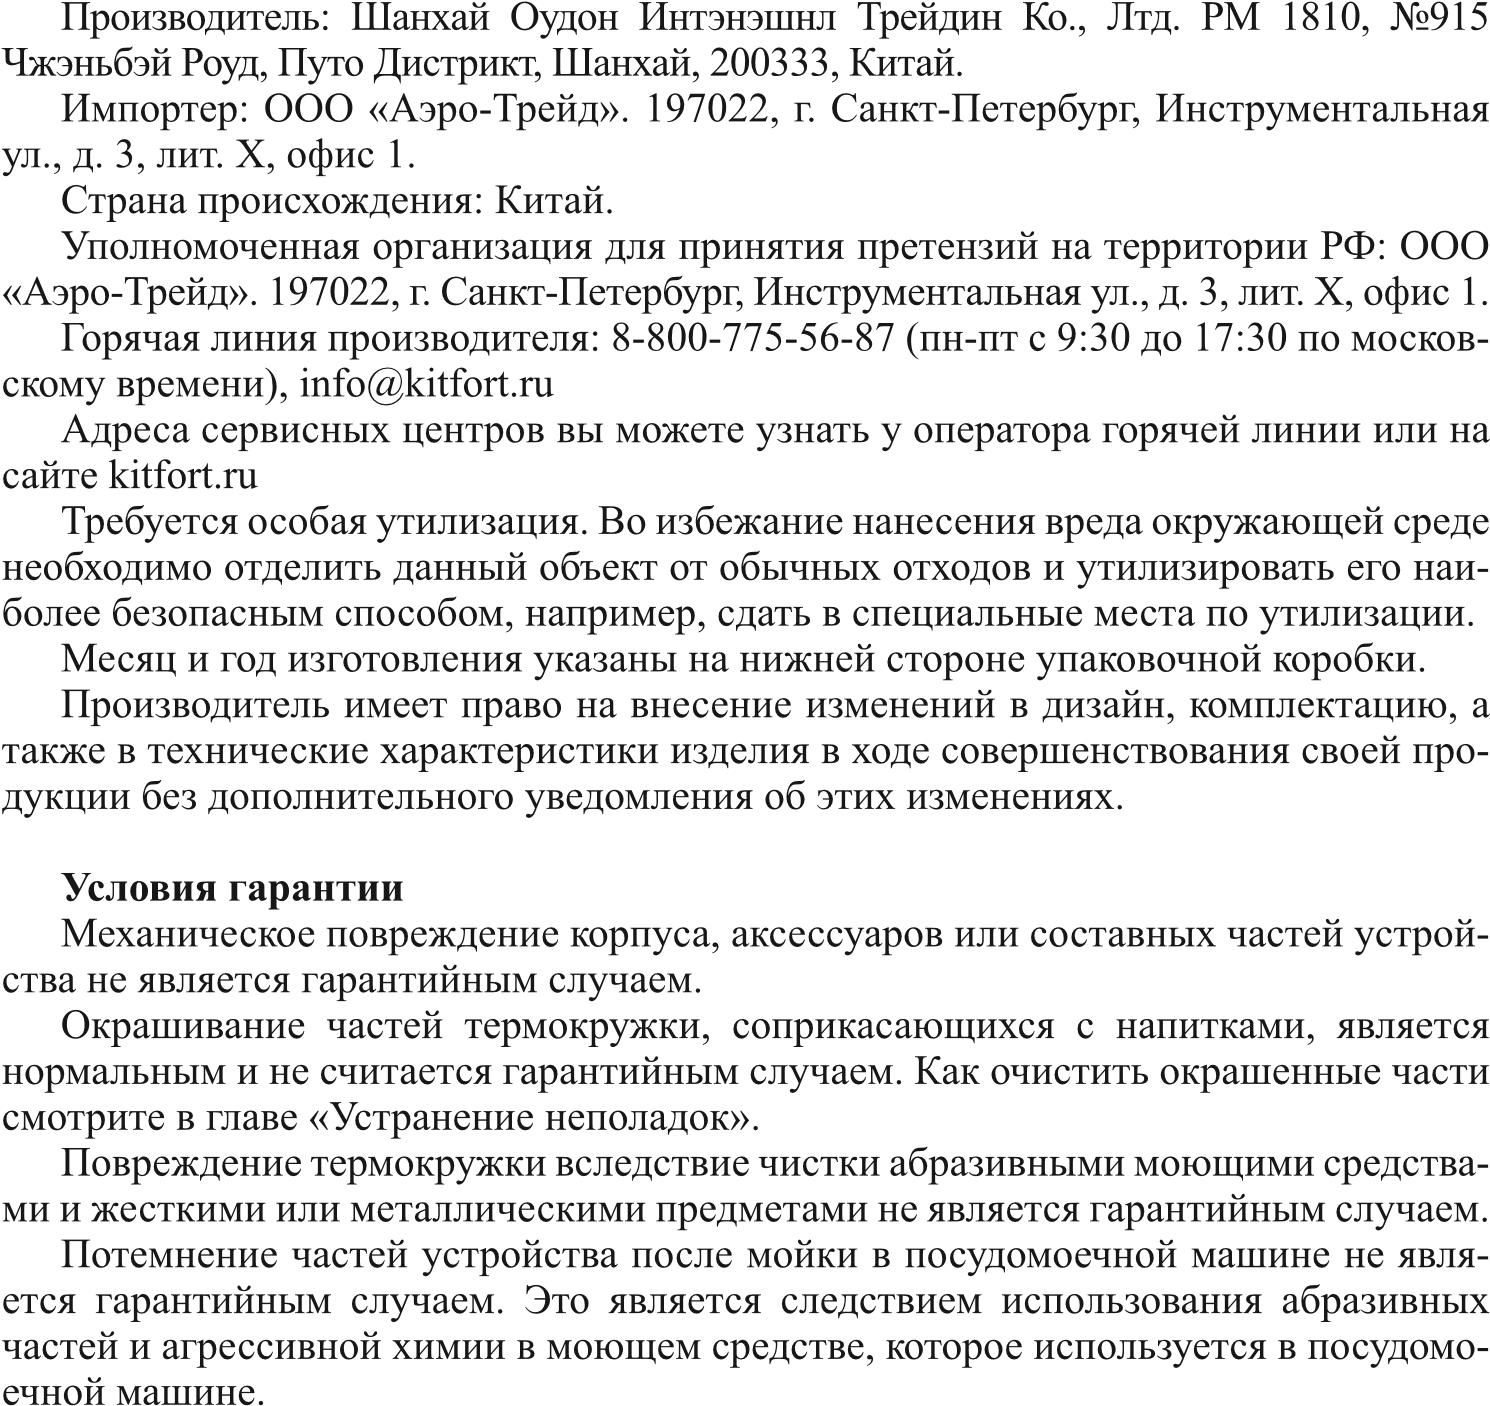 Производитель: Шанхай Оудон Интэнэшнл Трейдин Ко., Лтд. РМ 1810, №915
Чжэньбэй Роуд, Путо Дистрикт, Шанхай, 200333, Китай.
Импортер: ООО «Аэро-Трейд». 197022, г. Санкт-Петербург, Инструментальная
ул., д. 3, лит. Х, офис 1.
Страна происхождения: Китай.
Уполномоченная организация для принятия претензий на территории РФ: ООО
«Аэро-Трейд». 197022, г. Санкт-Петербург, Инструментальная ул., д. 3, лит. Х, офис 1.
Горячая линия производителя: 8-800-775-56-87 (пн-пт с 9:30 до 17:30 по москов-
скому времени), info@kitfort.ru
Адреса сервисных центров вы можете узнать у оператора горячей линии или на
сайте kitfort.ru
Требуется особая утилизация. Во избежание нанесения вреда окружающей среде
необходимо отделить данный объект от обычных отходов и утилизировать его наи-
более безопасным способом, например, сдать в специальные места по утилизации.
Месяц и год изготовления указаны на нижней стороне упаковочной коробки.
Производитель имеет право на внесение изменений в дизайн, комплектацию, а
также в технические характеристики изделия в ходе совершенствования своей про-
дукции без дополнительного уведомления об этих изменениях.
Условия гарантии
Механическое повреждение корпуса, аксессуаров или составных частей устрой-
ства не является гарантийным случаем.
Окрашивание частей термокружки, соприкасающихся с напитками, является
нормальным и не считается гарантийным случаем. Как очистить окрашенные части
смотрите в главе «Устранение неполадок».
Повреждение термокружки вследствие чистки абразивными моющими средства-
ми и жесткими или металлическими предметами не является гарантийным случаем.
Потемнение частей устройства после мойки в посудомоечной машине не явля-
ется гарантийным случаем. Это является следствием использования абразивных
частей и агрессивной химии в моющем средстве, которое используется в посудомо-
ечной машине.